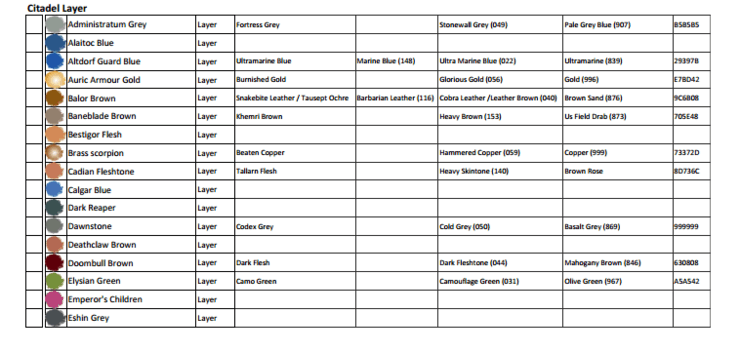 Citadel Layer
Administratum Grey Layer Fortress Grey Stonewall Grey (049) Pale Grey Blue (907) B5B5B5
Alaitoc Blue Layer
Altdorf Guard Blue Layer Ultramarine Blue Marine Blue (148) Ultra Marine Blue (022) Ultramarine (839) 29397B
Auric Armour Gold Layer Burnished Gold Glorious Gold (056) Gold (996) E7BD42
Balor Brown Layer Snakebite Leather / Tausept Ochre Barbarian Leather (116) Cobra Leather /Leather Brown (040) Brown Sand (876) 9C6B08
Baneblade Brown Layer Khemri Brown Heavy Brown (153) Us Field Drab (873) 705E48
Bestigor Flesh Layer
Brass scorpion Layer Beaten Copper Hammered Copper (059) Copper (999) 73372D
Cadian Fleshtone Layer Tallarn Flesh Heavy Skintone (140) Brown Rose 8D736C
Calgar Blue Layer
Dark Reaper Layer
Dawnstone Layer Codex Grey Cold Grey (050) Basalt Grey (869) 999999
Deathclaw Brown Layer
Doombull Brown Layer Dark Flesh Dark Fleshtone (044) Mahogany Brown (846) 630808
Elysian Green Layer Camo Green Camouflage Green (031) Olive Green (967) A5A542
Emperor's Children Layer
Eshin Grey Layer